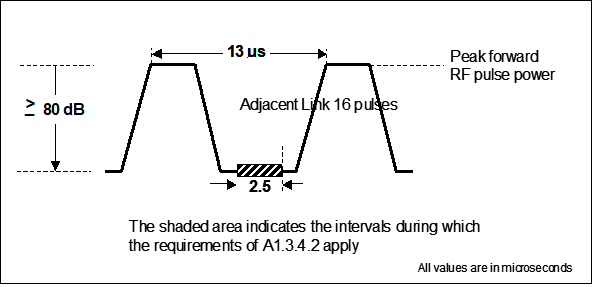 13 us
Peak forward
RF pulse power
≥ 80 dB
Adjacent Link 16 pulses
2.5
The shaded area indicates the intervals during which
the requirements of A1.3.4.2 apply
All values are in microseconds